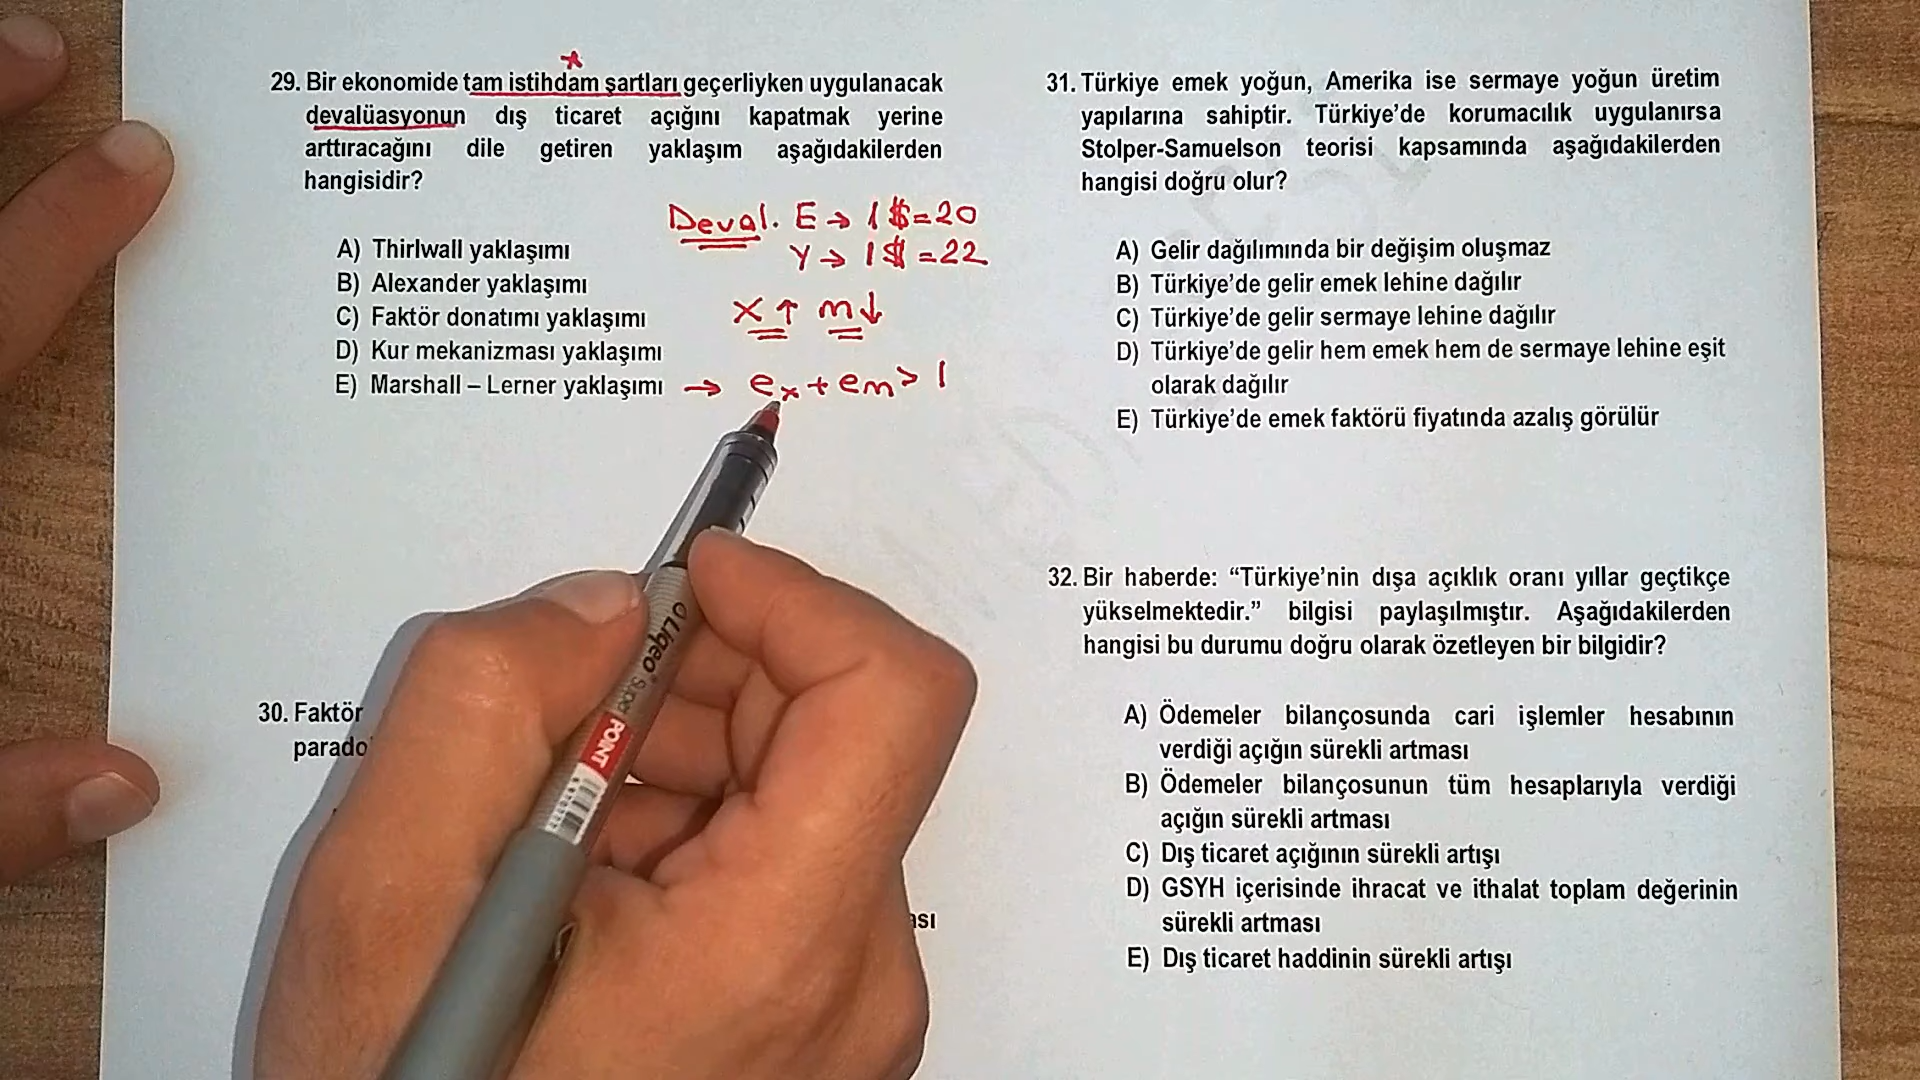 29. Bir ekonomide tam istihdam şartları geçerliyken uygulanacak
devalüasyonun dış ticaret açığını kapatmak yerine
arttıracağını dile getiren yaklaşım aşağıdakilerden
hangisidir?
Deval. E → 1$=20
Y → 1$=22
A) Thirlwall yaklaşımı
B) Alexander yaklaşımı
C) Faktör donatımı yaklaşımı
x↑ m↓
D) Kur mekanizması yaklaşımı
E) Marshall – Lerner yaklaşımı → ex+em>1
30. Faktör
O Liqeo Super
POINT
ası
31. Türkiye emek yoğun, Amerika ise sermaye yoğun üretim
yapılarına sahiptir. Türkiye’de korumacılık uygulanırsa
Stolper-Samuelson teorisi kapsamında aşağıdakilerden
hangisi doğru olur?
A) Gelir dağılımında bir değişim oluşmaz
B) Türkiye’de gelir emek lehine dağılır
C) Türkiye’de gelir sermaye lehine dağılır
D) Türkiye’de gelir hem emek hem de sermaye lehine eşit
olarak dağılır
E) Türkiye’de emek faktörü fiyatında azalış görülür
32. Bir haberde: “Türkiye’nin dışa açıklık oranı yıllar geçtikçe
yükselmektedir.” bilgisi paylaşılmıştır. Aşağıdakilerden
hangisi bu durumu doğru olarak özetleyen bir bilgidir?
A) Ödemeler bilançosunda cari işlemler hesabının
verdiği açığın sürekli artması
B) Ödemeler bilançosunun tüm hesaplarıyla verdiği
açığın sürekli artması
C) Dış ticaret açığının sürekli artışı
D) GSYH içerisinde ihracat ve ithalat toplam değerinin
sürekli artması
E) Dış ticaret haddinin sürekli artışı